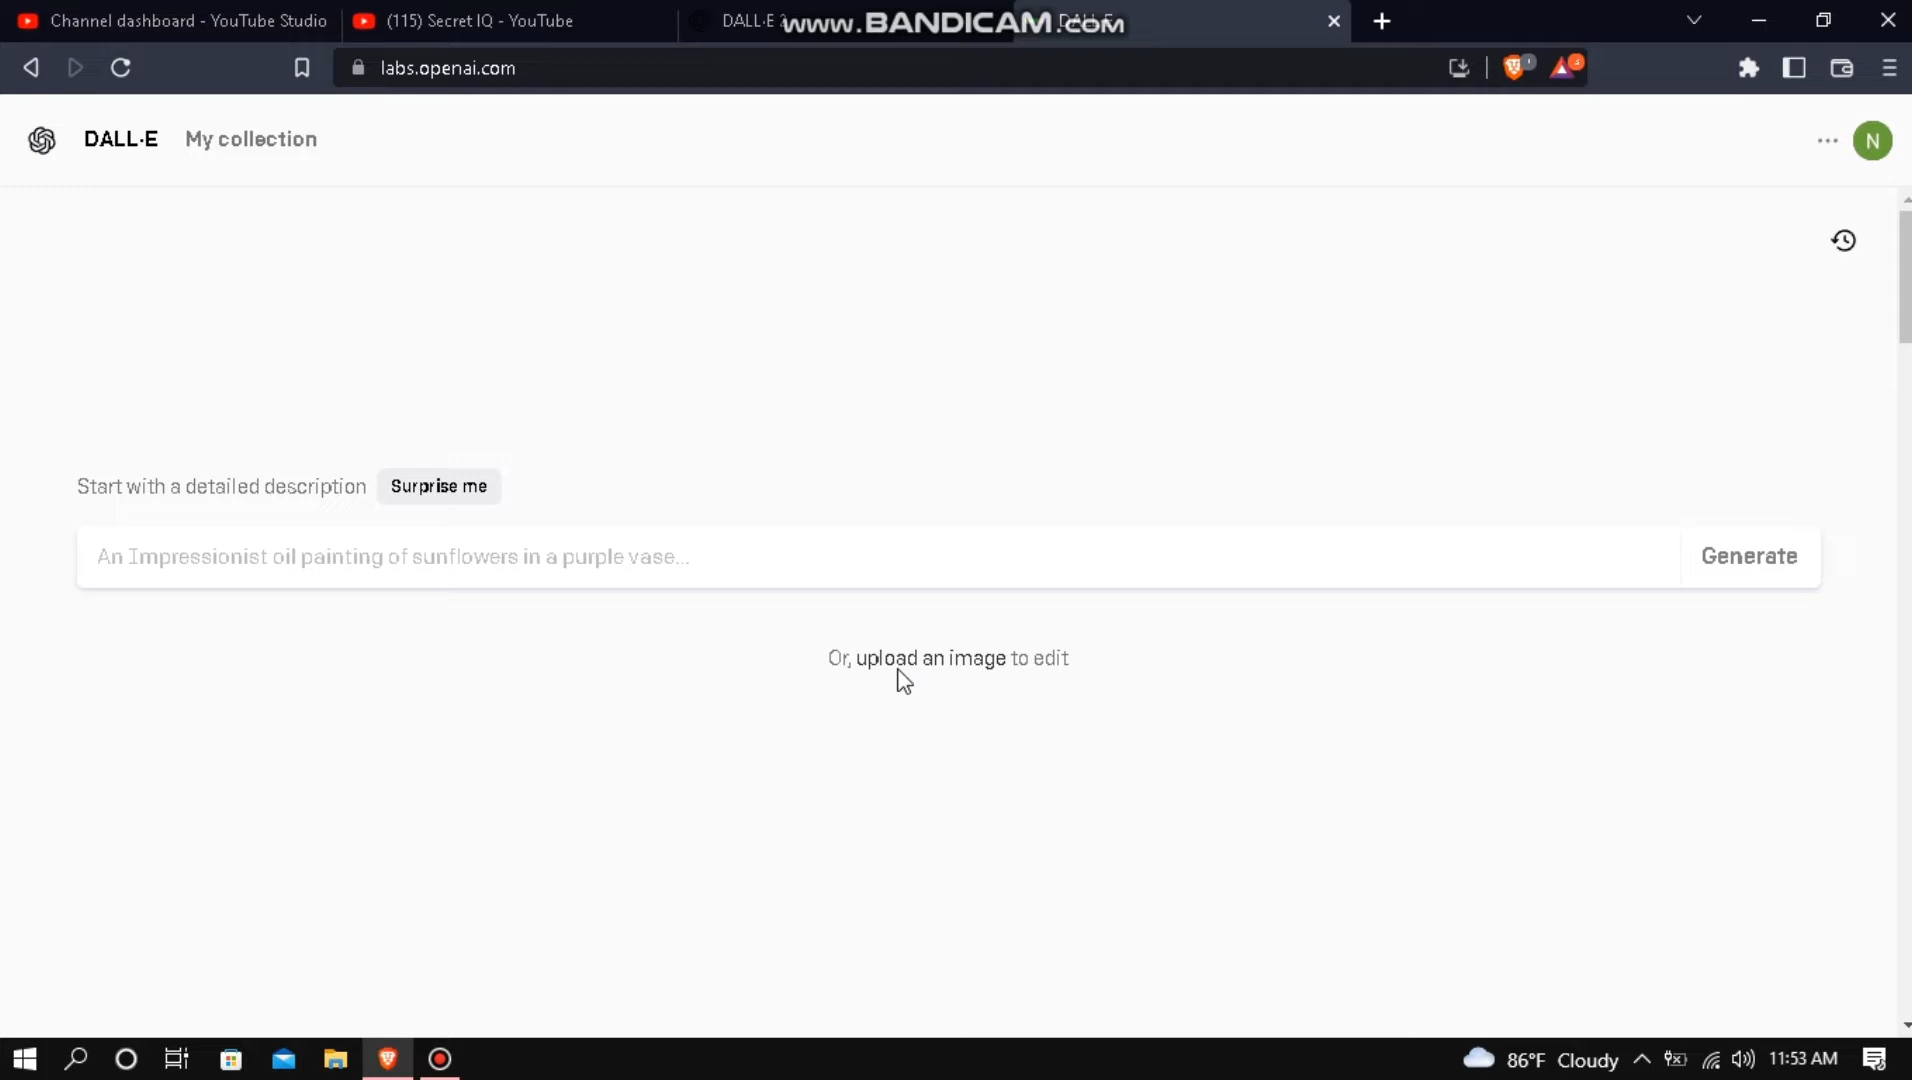 Channel dashboard - YouTube Studio
(115) Secret IQ - YouTube
DALL·E 2
www.BANDICAM.com
labs.openai.com
DALL·E My collection
N
Start with a detailed description Surprise me
An Impressionist oil painting of sunflowers in a purple vase...
Generate
Or, upload an image to edit
86°F Cloudy
11:53 AM